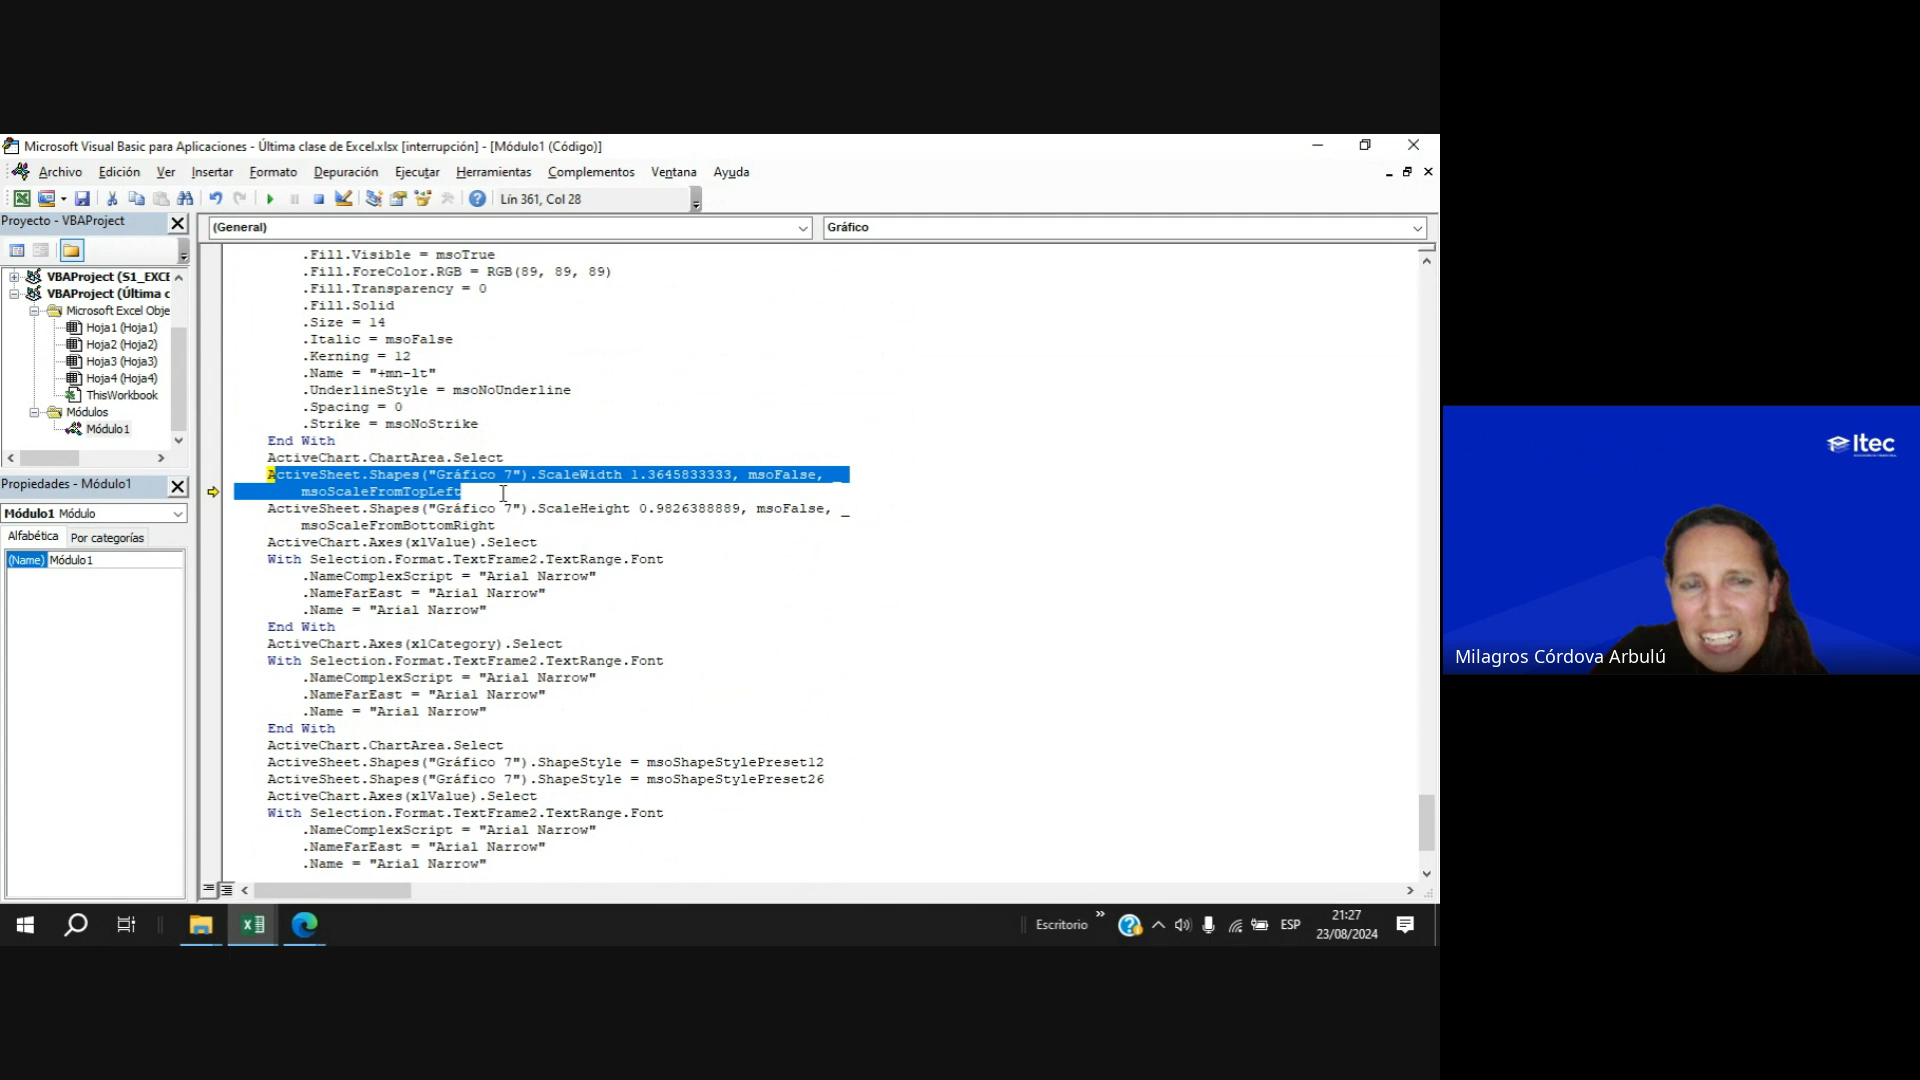 Microsoft Visual Basic para Aplicaciones - Última clase de Excel.xlsx [interrupción] - [Módulo1 (Código)]
Archivo Edición Ver Insertar Formato Depuración Ejecutar Herramientas Complementos Ventana Ayuda
Lín 361, Col 28
Proyecto - VBAProject
(General)
Gráfico
VBAProject (S1_EXCE
VBAProject (Última c
Microsoft Excel Obje
Hoja1 (Hoja1)
Hoja2 (Hoja2)
Hoja3 (Hoja3)
Hoja4 (Hoja4)
ThisWorkbook
Módulos
Módulo1
Propiedades - Módulo1
Módulo1 Módulo
Alfabética Por categorías
(Name) Módulo1
.Fill.Visible = msoTrue
.Fill.ForeColor.RGB = RGB(89, 89, 89)
.Fill.Transparency = 0
.Fill.Solid
.Size = 14
.Italic = msoFalse
.Kerning = 12
.Name = "+mn-lt"
.UnderlineStyle = msoNoUnderline
.Spacing = 0
.Strike = msoNoStrike
End With
ActiveChart.ChartArea.Select
ActiveSheet.Shapes("Gráfico 7").ScaleWidth 1.3645833333, msoFalse, _
msoScaleFromTopLeft
ActiveSheet.Shapes("Gráfico 7").ScaleHeight 0.9826388889, msoFalse, _
msoScaleFromBottomRight
ActiveChart.Axes(xlValue).Select
With Selection.Format.TextFrame2.TextRange.Font
.NameComplexScript = "Arial Narrow"
.NameFarEast = "Arial Narrow"
.Name = "Arial Narrow"
End With
ActiveChart.Axes(xlCategory).Select
With Selection.Format.TextFrame2.TextRange.Font
.NameComplexScript = "Arial Narrow"
.NameFarEast = "Arial Narrow"
.Name = "Arial Narrow"
End With
ActiveChart.ChartArea.Select
ActiveSheet.Shapes("Gráfico 7").ShapeStyle = msoShapeStylePreset12
ActiveSheet.Shapes("Gráfico 7").ShapeStyle = msoShapeStylePreset26
ActiveChart.Axes(xlValue).Select
With Selection.Format.TextFrame2.TextRange.Font
.NameComplexScript = "Arial Narrow"
.NameFarEast = "Arial Narrow"
.Name = "Arial Narrow"
Escritorio
ESP
21:27
23/08/2024
Itec
Milagros Córdova Arbulú